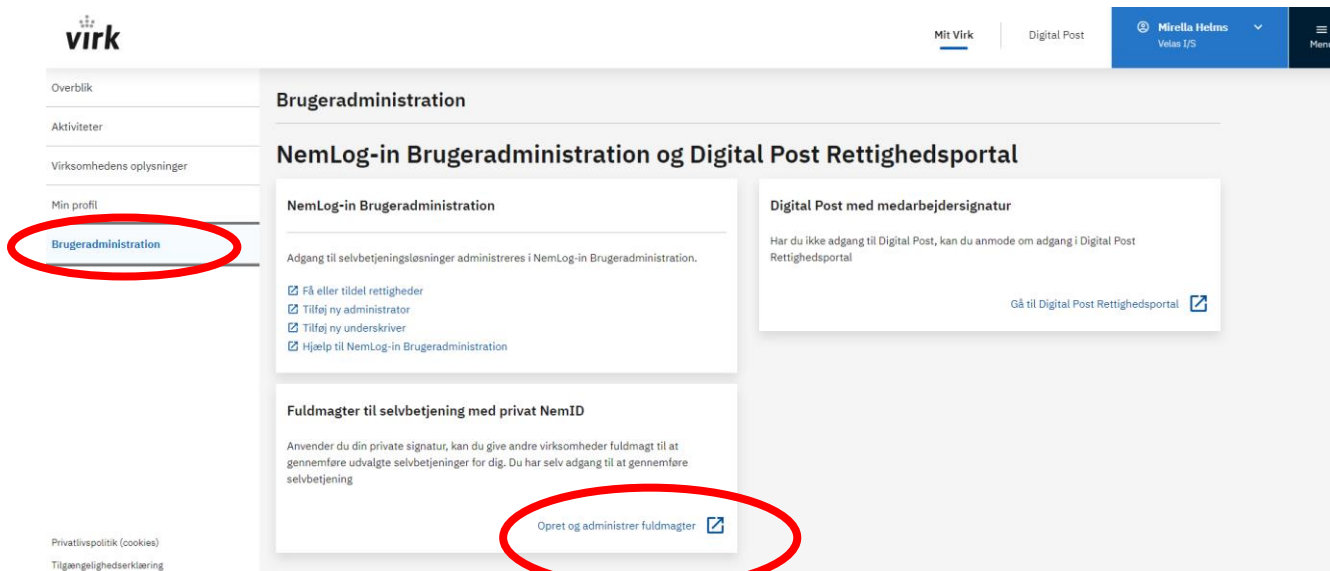 virk
Mit Virk
Digital Post
Mirella Helms
Velas I/S
Menu
Overblik
Aktiviteter
Virksomhedens oplysninger
Min profil
Brugeradministration
Brugeradministration
NemLog-in Brugeradministration og Digital Post Rettighedsportal
NemLog-in Brugeradministration
Adgang til selvbetjeningsløsninger administreres i NemLog-in Brugeradministration.
Få eller tildel rettigheder
Tilføj ny administrator
Tilføj ny underskriver
Hjælp til NemLog-in Brugeradministration
Digital Post med medarbejdersignatur
Har du ikke adgang til Digital Post, kan du anmode om adgang i Digital Post
Rettighedsportal
Gå til Digital Post Rettighedsportal
Fuldmagter til selvbetjening med privat NemID
Anvender du din private signatur, kan du give andre virksomheder fuldmagt til at
gennemføre udvalgte selvbetjeninger for dig. Du har selv adgang til at gennemføre
selvbetjening
Opret og administrer fuldmagter
Privatlivspolitik (cookies)
Tilgængelighedserklæring